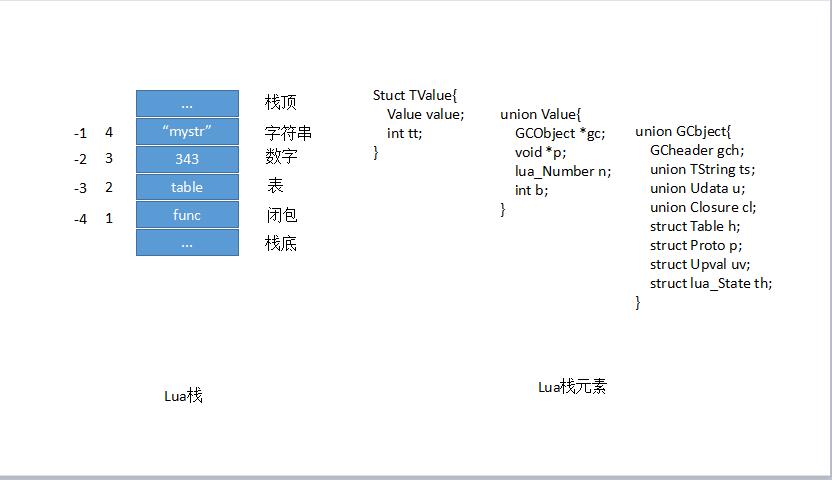 ... 栈顶
-1 4 “mystr” 字符串
-2 3 343 数字
-3 2 table 表
-4 1 func 闭包
... 栈底
Lua栈
Stuct TValue{
Value value;
int tt;
}
union Value{
GCObject *gc;
void *p;
lua_Number n;
int b;
}
union GCbject{
GCheader gch;
union TString ts;
union Udata u;
union Closure cl;
struct Table h;
struct Proto p;
struct Upval uv;
struct lua_State th;
}
Lua栈元素